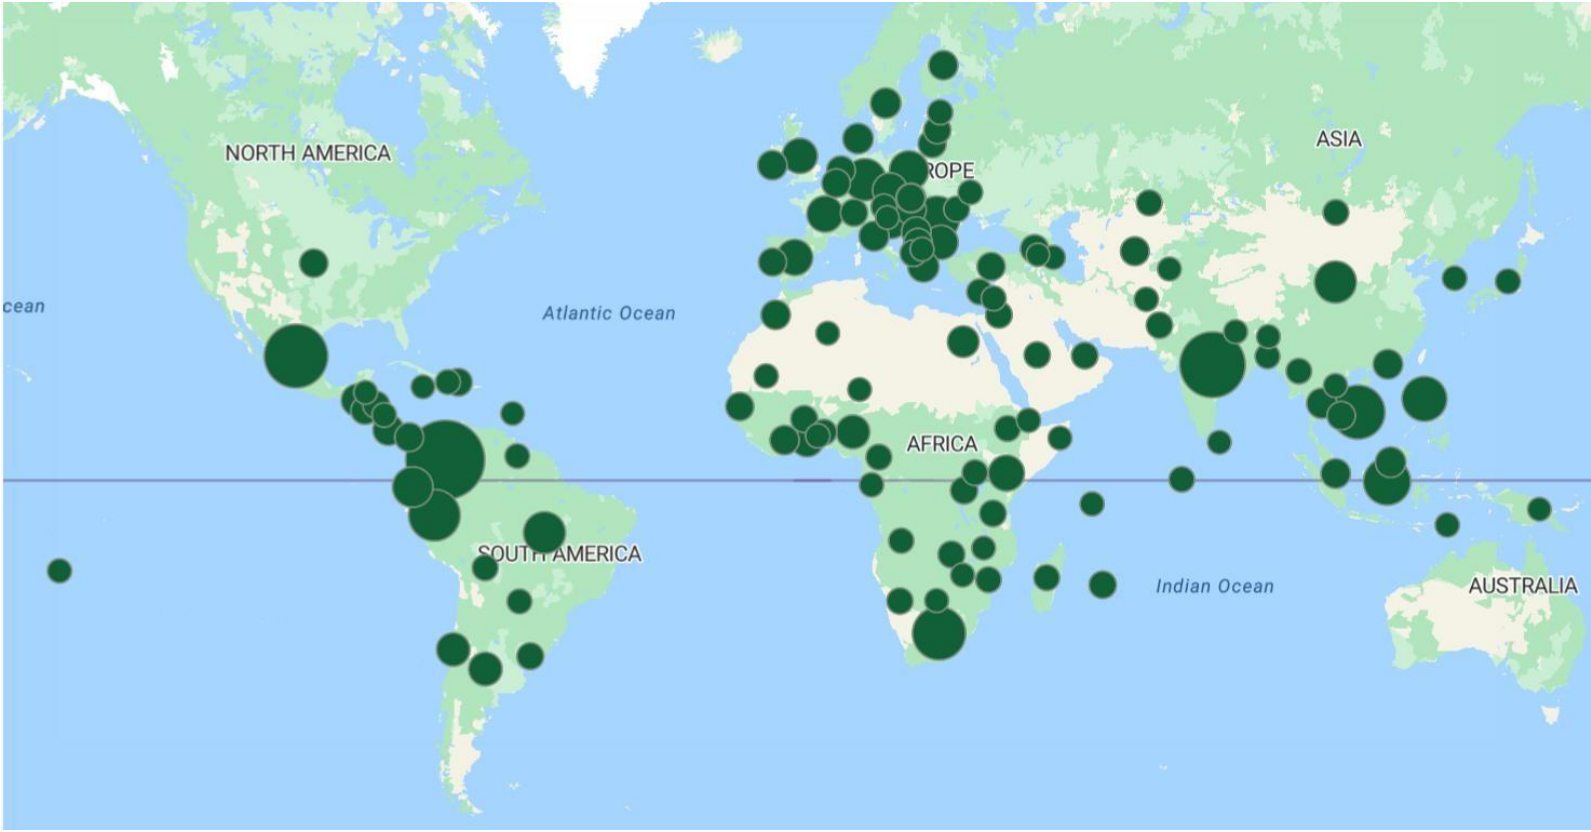 ASIA
NORTH AMERICA
ROPE
cean
Atlantic Ocean
AFRICA
SOUTH AMERICA
Indian Ocean
AUSTRALIA